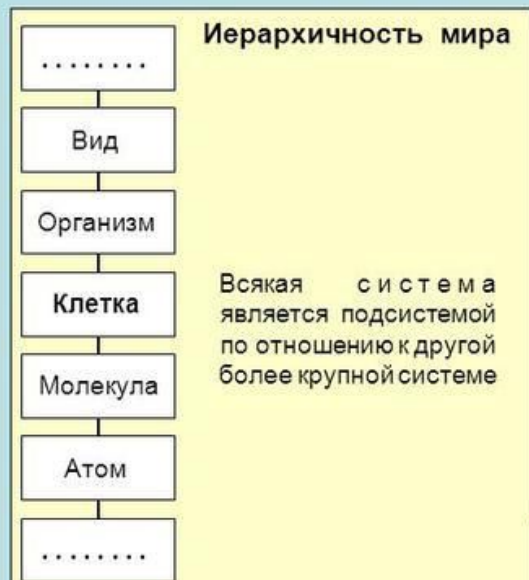 Иерархичность мира
........
Вид
Организм
Клетка
Молекула
Атом
........
Всякая система
является подсистемой
по отношению к другой
более крупной системе